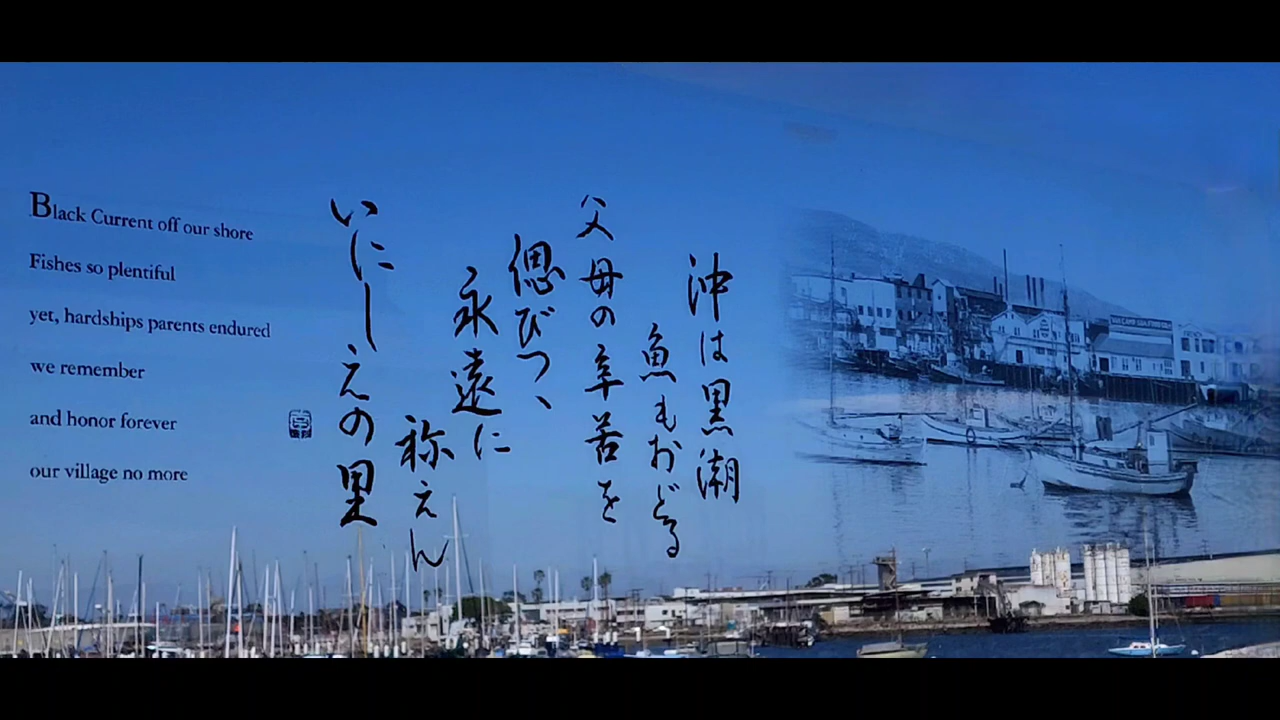 Black Current off our shore
Fishes so plentiful
yet, hardships parents endured
we remember
and honor forever
our village no more
沖は黒潮
魚もおどる
父母の辛苦を
偲びつゝ
永遠に
称えん
いにしえの里